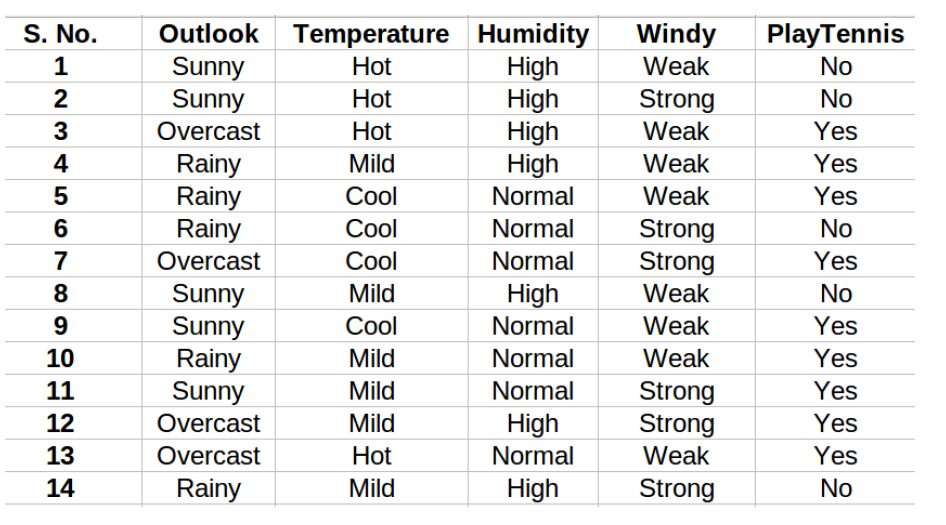 S. No. Outlook Temperature Humidity Windy PlayTennis
1 Sunny Hot High Weak No
2 Sunny Hot High Strong No
3 Overcast Hot High Weak Yes
4 Rainy Mild High Weak Yes
5 Rainy Cool Normal Weak Yes
6 Rainy Cool Normal Strong No
7 Overcast Cool Normal Strong Yes
8 Sunny Mild High Weak No
9 Sunny Cool Normal Weak Yes
10 Rainy Mild Normal Weak Yes
11 Sunny Mild Normal Strong Yes
12 Overcast Mild High Strong Yes
13 Overcast Hot Normal Weak Yes
14 Rainy Mild High Strong No